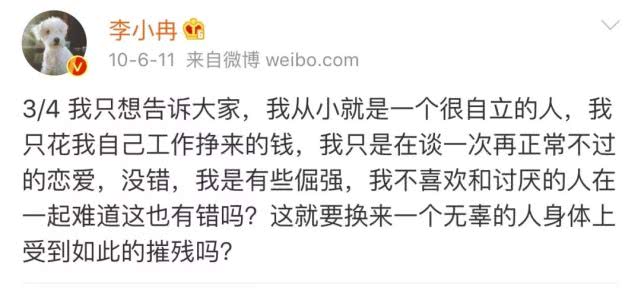 李小冉
10-6-11 来自微博 weibo.com
3/4 我只想告诉大家，我从小就是一个很自立的人，我
只花我自己工作挣来的钱，我只是在谈一次再正常不过
的恋爱，没错，我是有些倔强，我不喜欢和讨厌的人在
一起难道这也有错吗？这就要换来一个无辜的人身体上
受到如此的摧残吗？